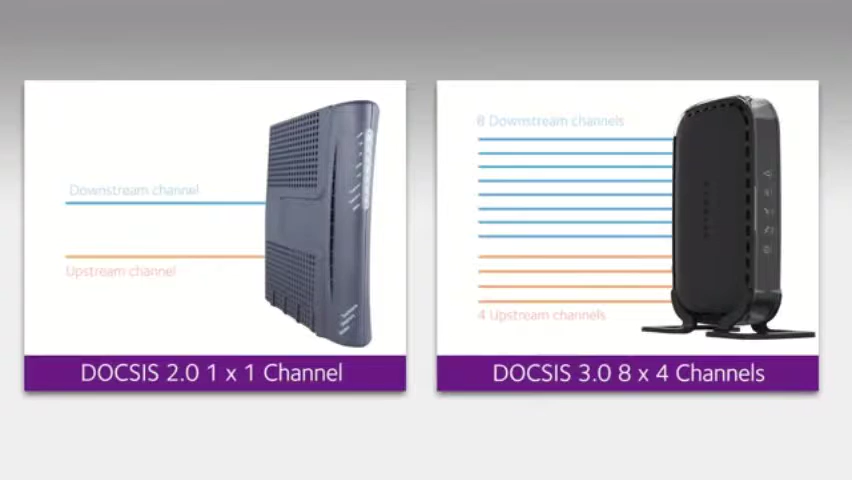 Downstream channel
Upstream channel
DOCSIS 2.0 1 x 1 Channel
8 Downstream channels
4 Upstream channels
DOCSIS 3.0 8 x 4 Channels